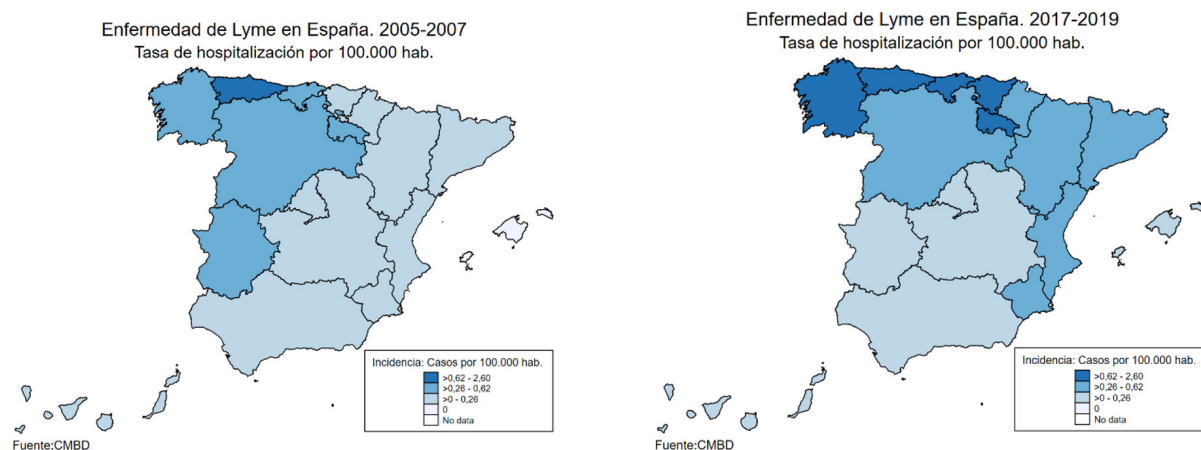 Enfermedad de Lyme en España. 2005-2007
Tasa de hospitalización por 100.000 hab.
Incidencia: Casos por 100.000 hab.
>0,62 - 2,60
>0,26 - 0,62
>0 - 0,26
0
No data
Fuente:CMBD
Enfermedad de Lyme en España. 2017-2019
Tasa de hospitalización por 100.000 hab.
Incidencia: Casos por 100.000 hab.
>0,62 - 2,60
>0,26 - 0,62
>0 - 0,26
0
No data
Fuente:CMBD